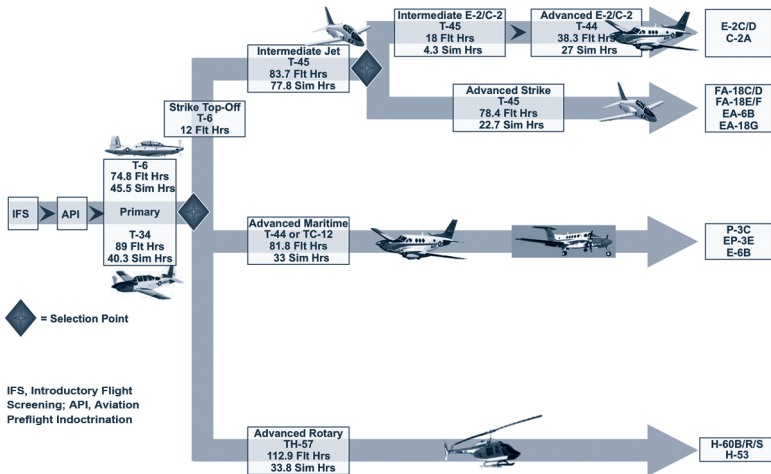 Intermediate E-2/C-2
T-45
18 Flt Hrs
4.3 Sim Hrs
Advanced E-2/C-2
T-44
38.3 Flt Hrs
27 Sim Hrs
E-2C/D
C-2A
Intermediate Jet
T-45
83.7 Flt Hrs
77.8 Sim Hrs
Advanced Strike
T-45
78.4 Flt Hrs
22.7 Sim Hrs
FA-18C/D
FA-18E/F
EA-6B
EA-18G
Strike Top-Off
T-6
12 Flt Hrs
IFS
API
T-6
74.8 Flt Hrs
45.5 Sim Hrs
Primary
T-34
89 Flt Hrs
40.3 Sim Hrs
Advanced Maritime
T-44 or TC-12
81.8 Flt Hrs
33 Sim Hrs
P-3C
EP-3E
E-6B
= Selection Point
IFS, Introductory Flight
Screening; API, Aviation
Preflight Indoctrination
Advanced Rotary
TH-57
112.9 Flt Hrs
33.8 Sim Hrs
H-60B/R/S
H-53